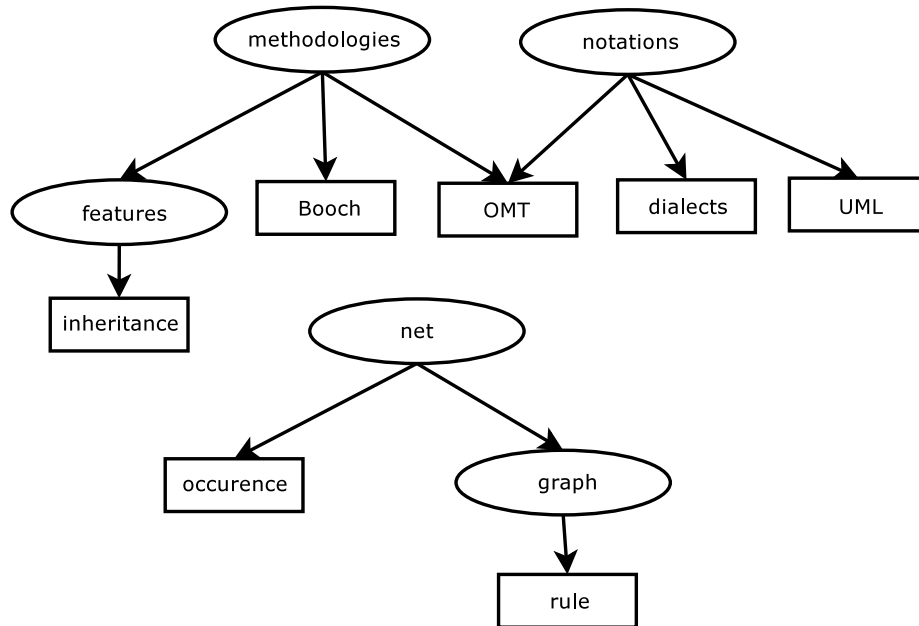 methodologies
notations
features
Booch
OMT
dialects
UML
inheritance
net
occurence
graph
rule